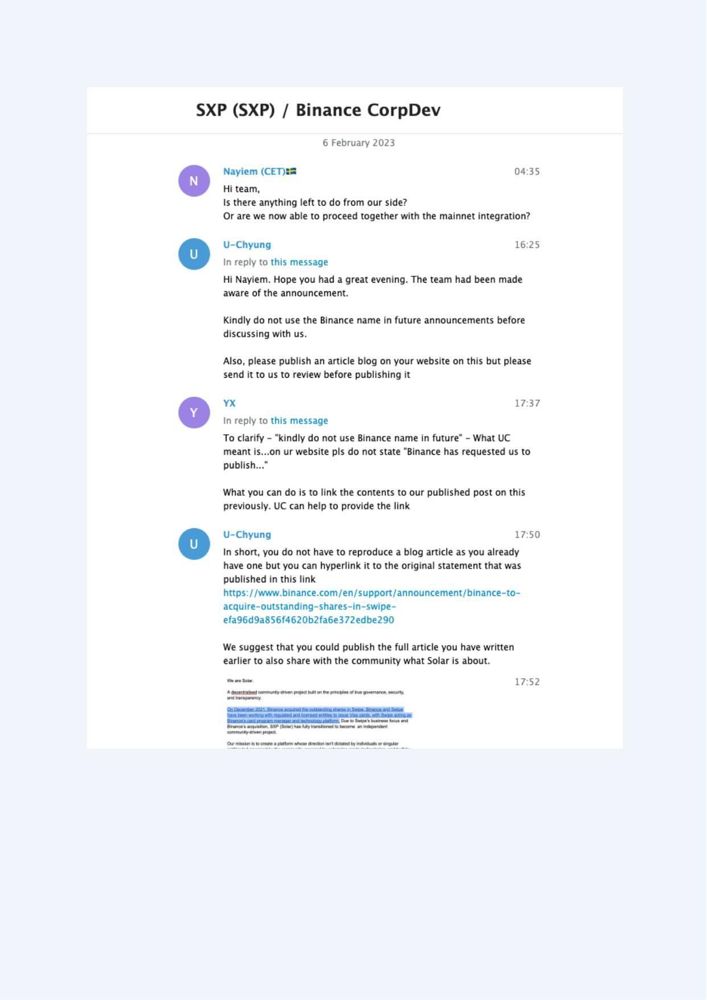 SXP (SXP) / Binance CorpDev
6 February 2023
N
Nayiem (CET)🇸🇪
04:35
Hi team,
Is there anything left to do from our side?
Or are we now able to proceed together with the mainnet integration?
U
U-Chyung
16:25
In reply to this message
Hi Nayiem. Hope you had a great evening. The team had been made
aware of the announcement.
Kindly do not use the Binance name in future announcements before
discussing with us.
Also, please publish an article blog on your website on this but please
send it to us to review before publishing it
Y
YX
17:37
In reply to this message
To clarify – "kindly do not use Binance name in future" – What UC
meant is...on ur website pls do not state "Binance has requested us to
publish..."
What you can do is to link the contents to our published post on this
previously. UC can help to provide the link
U
U-Chyung
17:50
In short, you do not have to reproduce a blog article as you already
have one but you can hyperlink it to the original statement that was
published in this link
https://www.binance.com/en/support/announcement/binance-to-
acquire-outstanding-shares-in-swipe-
efa96d9a856f4620b2fa6e372edbe290
We suggest that you could publish the full article you have written
earlier to also share with the community what Solar is about.
17:52
We are Solar.
A decentralised community-driven project built on the principles of true governance, security,
and transparency.
On December 2021, Binance acquired the outstanding shares in Swipe. Binance and Swipe
have been working with regulated and licensed entities to issue Visa cards, with Swipe acting as
Binance's card program manager and technology platform. Due to Swipe's business focus and
Binance's acquisition, SXP (Solar) has fully transitioned to become an independent
community-driven project.
Our mission is to create a platform whose direction isn't dictated by individuals or singular